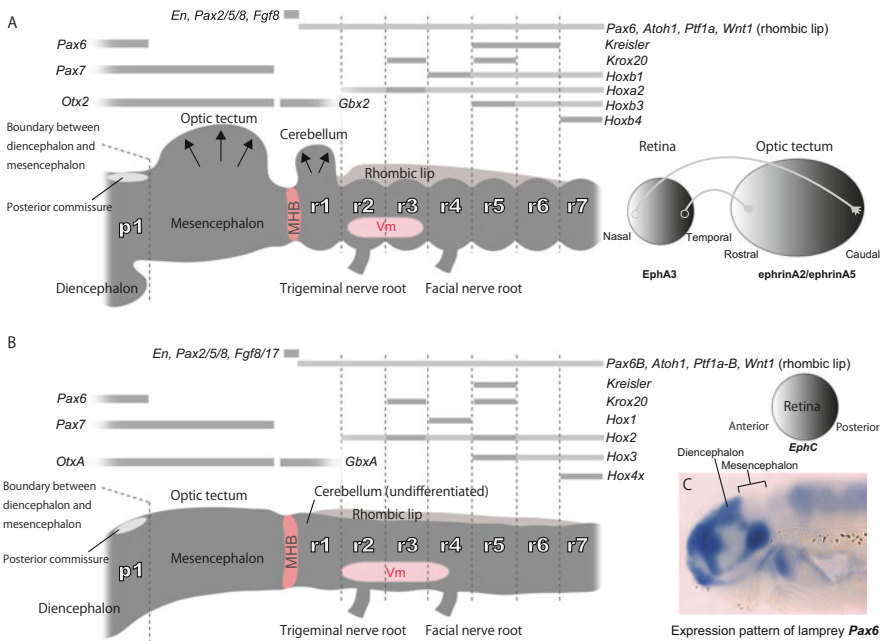 A
En, Pax2/5/8, Fgf8
Pax6, Atoh1, Ptf1a, Wnt1 (rhombic lip)
Pax6
Kreisler
Krox20
Pax7
Hoxb1
Hoxa2
Otx2
Gbx2
Hoxb3
Hoxb4
Boundary between
diencephalon and
mesencephalon
Optic tectum
Cerebellum
Rhombic lip
Posterior commissure
p1
Mesencephalon
MHB
r1
r2
r3
r4
r5
r6
r7
Vm
Diencephalon
Trigeminal nerve root
Facial nerve root
Retina
Optic tectum
Nasal
Temporal
Rostral
Caudal
EphA3
ephrinA2/ephrinA5
B
En, Pax2/5/8, Fgf8/17
Pax6B, Atoh1, Ptf1a-B, Wnt1 (rhombic lip)
Pax6
Kreisler
Krox20
Pax7
Hox1
Hox2
OtxA
GbxA
Hox3
Hox4x
Boundary between
diencephalon and
mesencephalon
Optic tectum
Cerebellum (undifferentiated)
Rhombic lip
Posterior commissure
p1
Mesencephalon
MHB
r1
r2
r3
r4
r5
r6
r7
Vm
Diencephalon
Trigeminal nerve root
Facial nerve root
Retina
Anterior
Posterior
EphC
Diencephalon
Mesencephalon
C
Expression pattern of lamprey Pax6